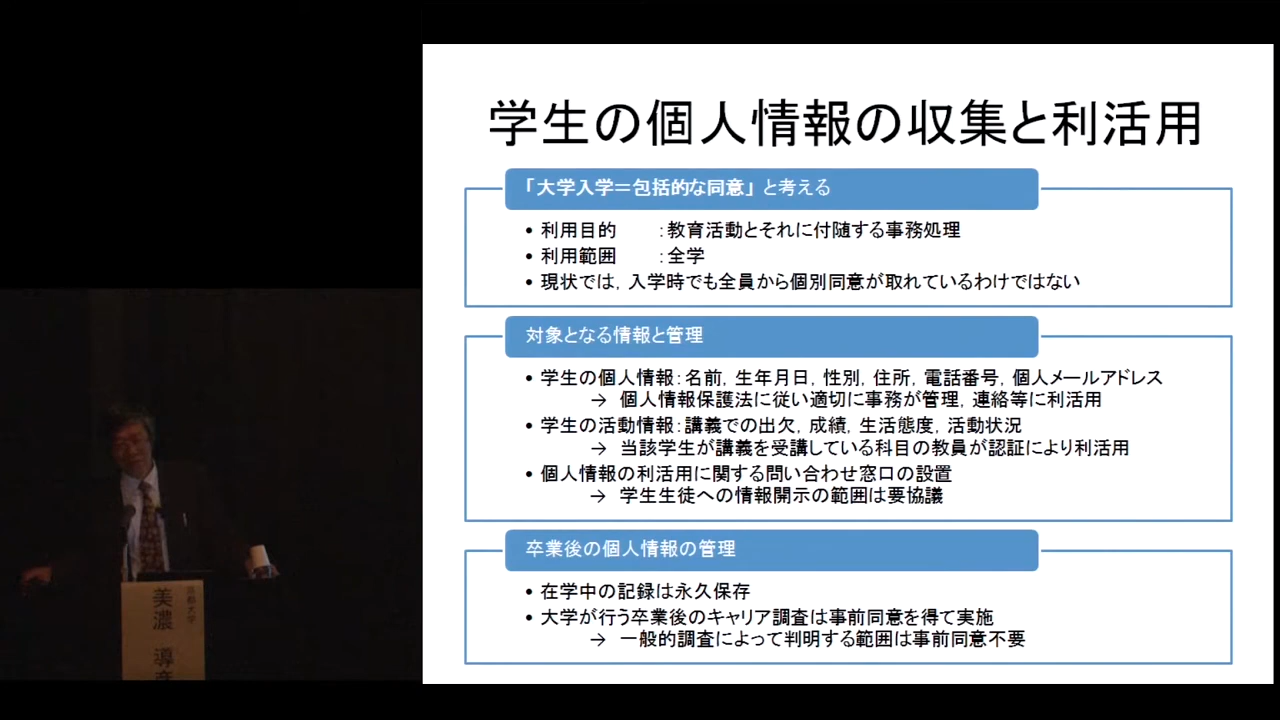 学生の個人情報の収集と利活用
「大学入学＝包括的な同意」と考える
• 利用目的　：教育活動とそれに付随する事務処理
• 利用範囲　：全学
• 現状では，入学時でも全員から個別同意が取れているわけではない
対象となる情報と管理
• 学生の個人情報：名前，生年月日，性別，住所，電話番号，個人メールアドレス
→ 個人情報保護法に従い適切に事務が管理，連絡等に利活用
• 学生の活動情報：講義での出欠，成績，生活態度，活動状況
→ 当該学生が講義を受講している科目の教員が認証により利活用
• 個人情報の利活用に関する問い合わせ窓口の設置
→ 学生生徒への情報開示の範囲は要協議
卒業後の個人情報の管理
• 在学中の記録は永久保存
• 大学が行う卒業後のキャリア調査は事前同意を得て実施
→ 一般的調査によって判明する範囲は事前同意不要
京都大学
美濃 導彦